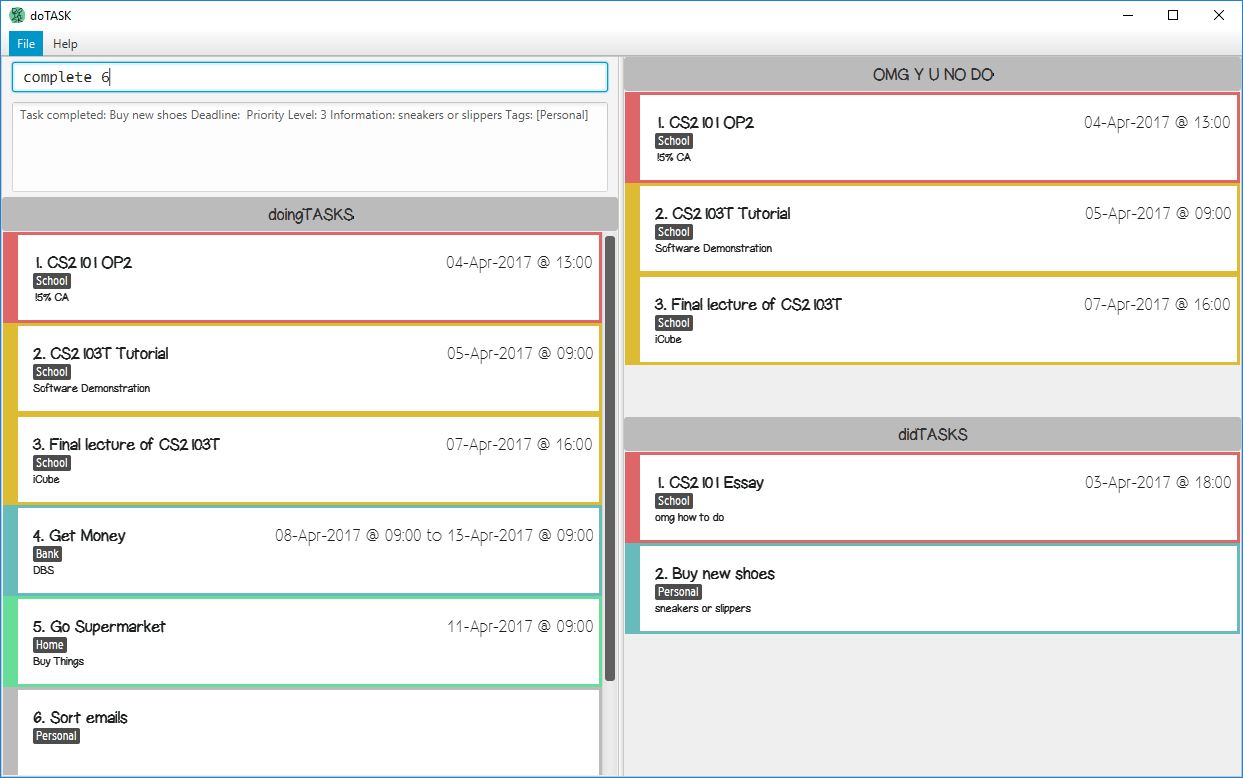 doTASK
File Help
complete 6
Task completed: Buy new shoes Deadline:  Priority Level: 3 Information: sneakers or slippers Tags: [Personal]
doingTASKS
1. CS2101 OP2 04-Apr-2017 @ 13:00
School
15% CA
2. CS2103T Tutorial 05-Apr-2017 @ 09:00
School
Software Demonstration
3. Final lecture of CS2103T 07-Apr-2017 @ 16:00
School
iCube
4. Get Money 08-Apr-2017 @ 09:00 to 13-Apr-2017 @ 09:00
Bank
DBS
5. Go Supermarket 11-Apr-2017 @ 09:00
Home
Buy Things
6. Sort emails
Personal
OMG Y U NO DO
1. CS2101 OP2 04-Apr-2017 @ 13:00
School
15% CA
2. CS2103T Tutorial 05-Apr-2017 @ 09:00
School
Software Demonstration
3. Final lecture of CS2103T 07-Apr-2017 @ 16:00
School
iCube
didTASKS
1. CS2101 Essay 03-Apr-2017 @ 18:00
School
omg how to do
2. Buy new shoes
Personal
sneakers or slippers